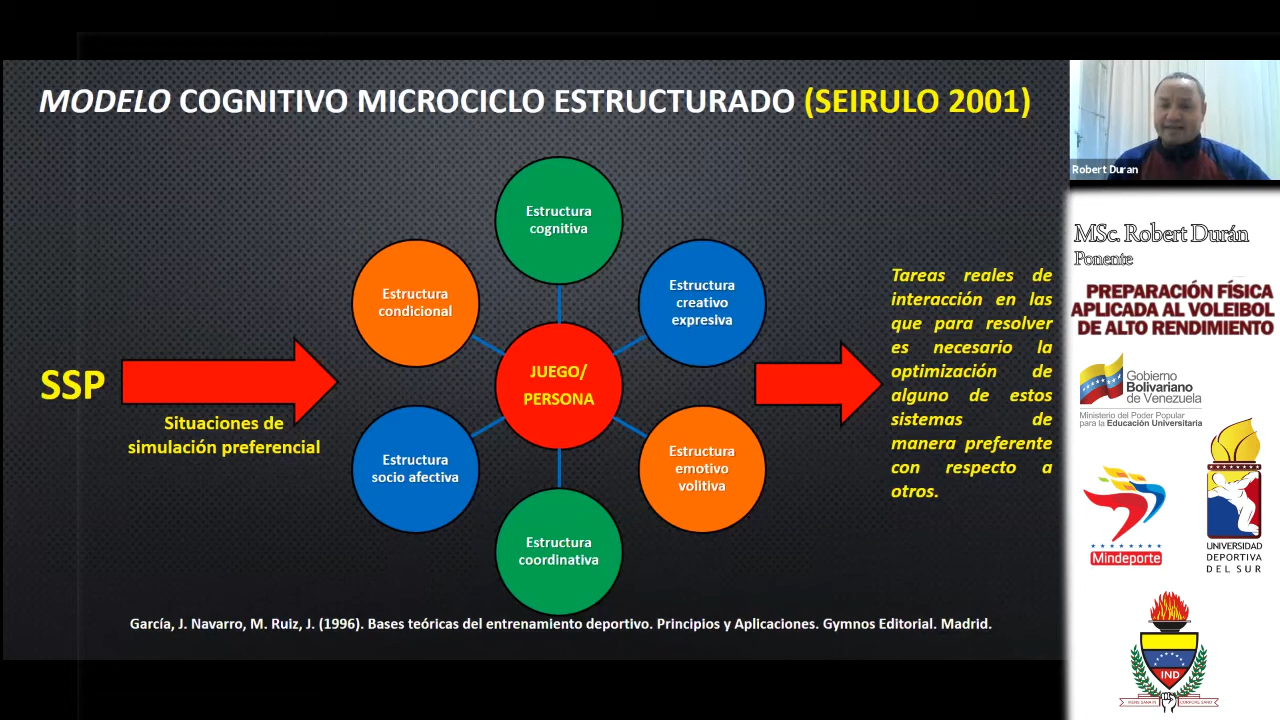 MODELO COGNITIVO MICROCICLO ESTRUCTURADO (SEIRULO 2001)
SSP
Situaciones de
simulación preferencial
Estructura
cognitiva
Estructura
condicional
Estructura
creativo
expresiva
JUEGO/
PERSONA
Estructura
socio afectiva
Estructura
emotivo
volitiva
Estructura
coordinativa
Tareas reales de
interacción en las
que para resolver
es necesario la
optimización de
alguno de estos
sistemas de
manera preferente
con respecto a
otros.
García, J. Navarro, M. Ruiz, J. (1996). Bases teóricas del entrenamiento deportivo. Principios y Aplicaciones. Gymnos Editorial. Madrid.
Robert Duran
MSc. Robert Durán
Ponente
PREPARACIÓN FÍSICA
APLICADA AL VOLEIBOL
DE ALTO RENDIMIENTO
Gobierno
Bolivariano
de Venezuela
Ministerio del Poder Popular
para la Educación Universitaria
Mindeporte
UNIVERSIDAD
DEPORTIVA
DEL SUR
IND
MENS SANA IN CORPORE SANO